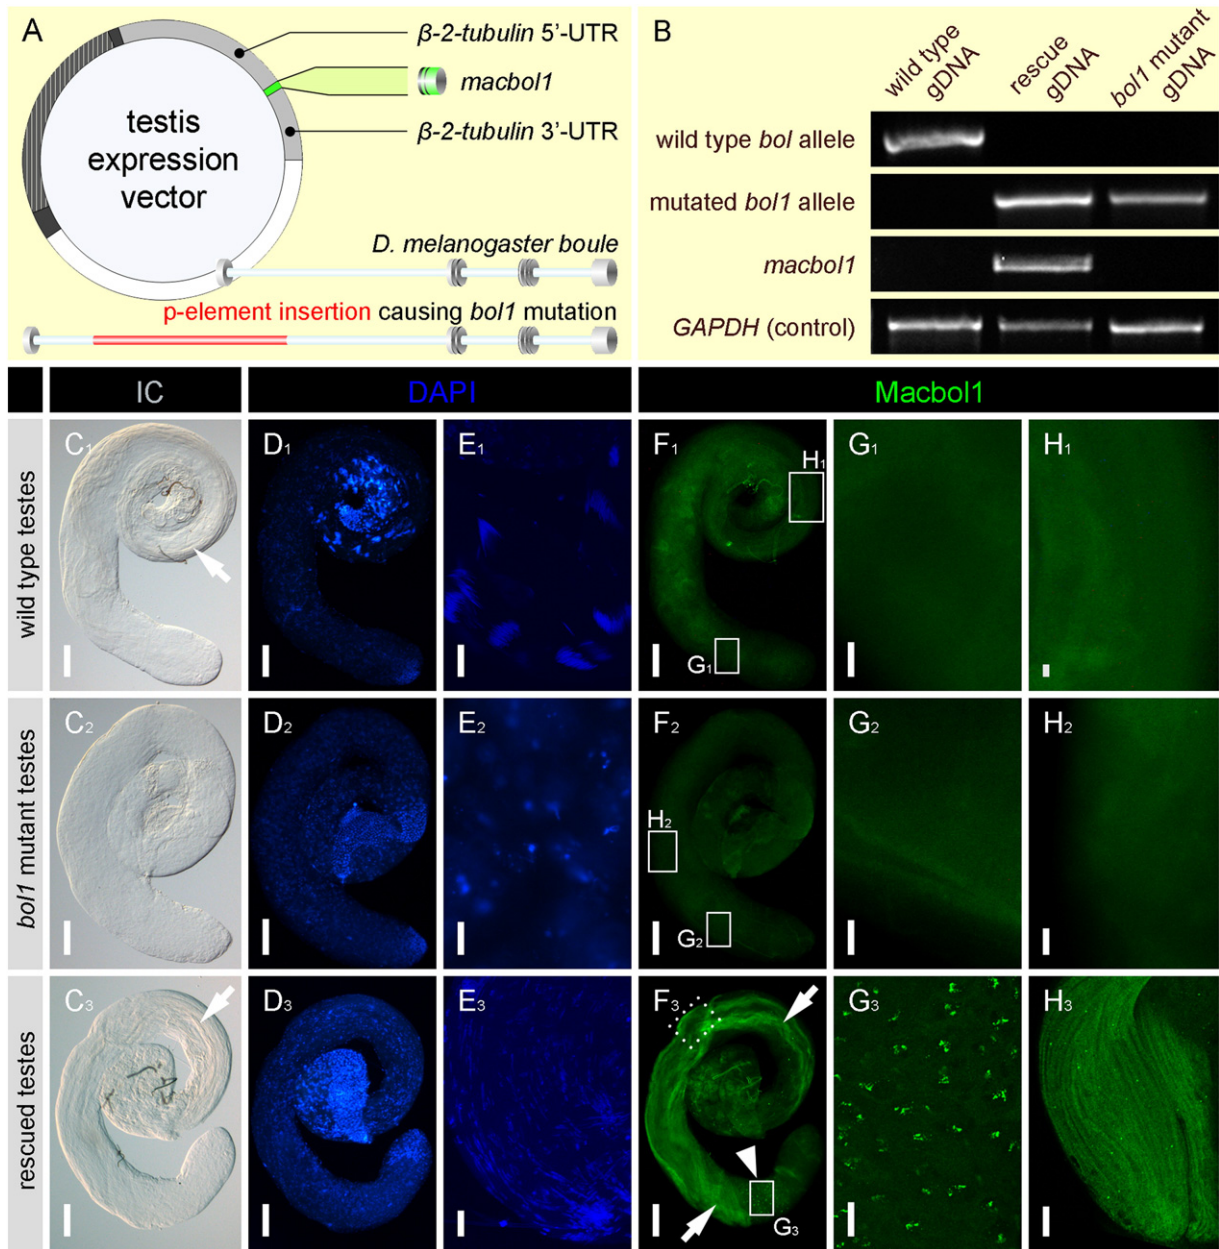 A
β-2-tubulin 5’-UTR
macbol1
β-2-tubulin 3’-UTR
testis
expression
vector
D. melanogaster boule
p-element insertion causing bol1 mutation
B
wild type
gDNA
rescue
gDNA
bol1 mutant
gDNA
wild type bol allele
mutated bol1 allele
macbol1
GAPDH (control)
IC
DAPI
Macbol1
wild type testes
C1
D1
E1
F1
H1
G1
G1
H1
bol1 mutant testes
C2
D2
E2
F2
H2
G2
G2
H2
rescued testes
C3
D3
E3
F3
G3
G3
H3